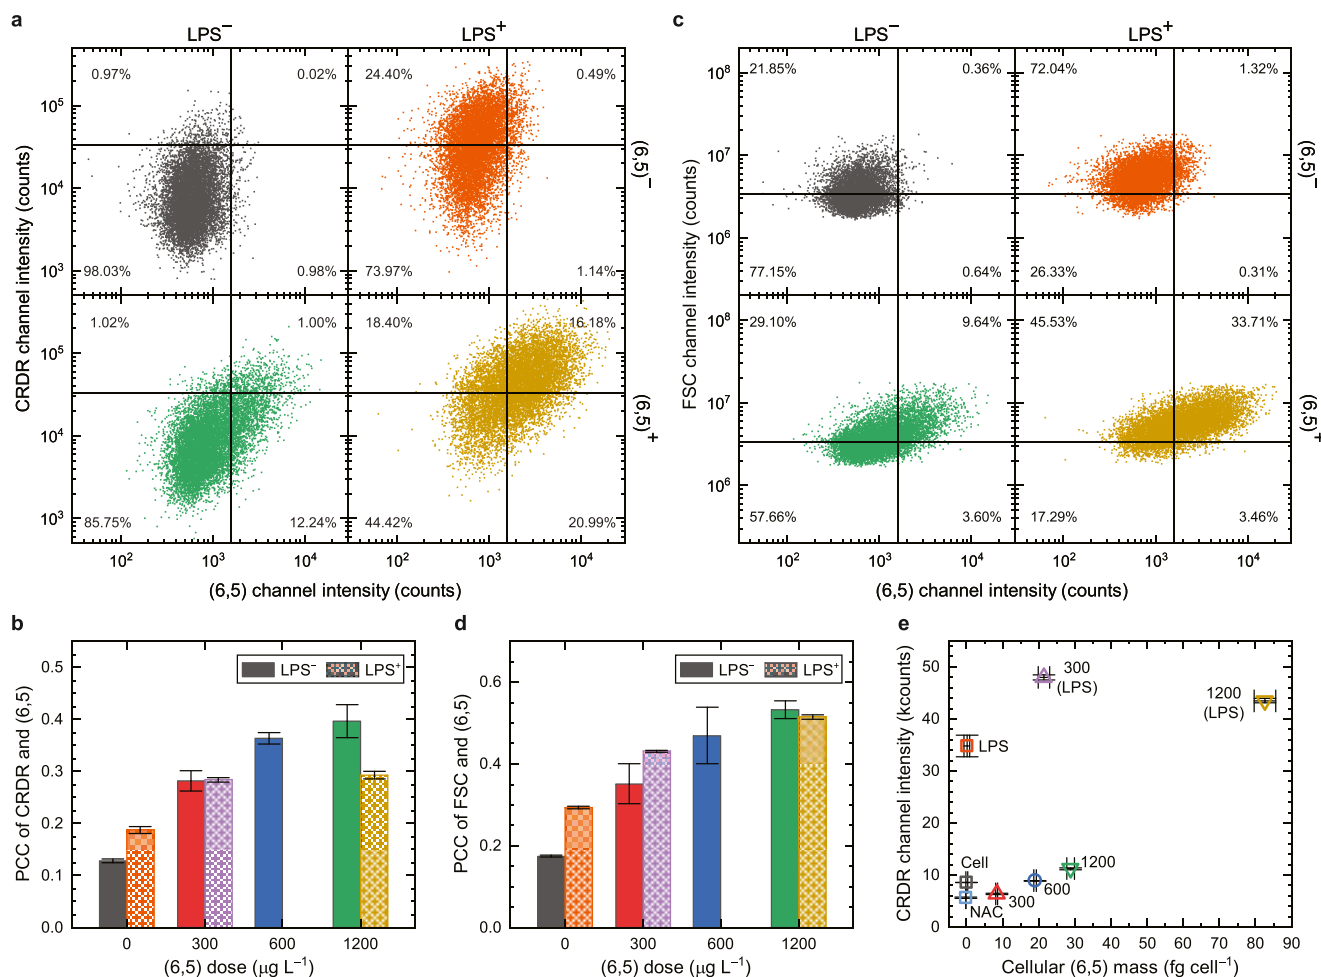 a
LPS⁻
LPS⁺
0.97%
0.02%
24.40%
0.49%
10⁵
10⁴
10³
98.03%
0.98%
73.97%
1.14%
(6,5)⁻
1.02%
1.00%
18.40%
16.18%
10⁵
10⁴
10³
85.75%
12.24%
44.42%
20.99%
(6,5)⁺
10² 10³ 10⁴ 10² 10³ 10⁴
CRDR channel intensity (counts)
(6,5) channel intensity (counts)
c
LPS⁻
LPS⁺
21.85%
0.36%
72.04%
1.32%
10⁸
10⁷
10⁶
77.15%
0.64%
26.33%
0.31%
(6,5)⁻
29.10%
9.64%
45.53%
33.71%
10⁸
10⁷
10⁶
57.66%
3.60%
17.29%
3.46%
(6,5)⁺
10² 10³ 10⁴ 10² 10³ 10⁴
FSC channel intensity (counts)
(6,5) channel intensity (counts)
b
LPS⁻ LPS⁺
0.5
0.4
0.3
0.2
0.1
0.0
0 300 600 1200
PCC of CRDR and (6,5)
(6,5) dose (μg L⁻¹)
d
LPS⁻ LPS⁺
0.6
0.4
0.2
0.0
0 300 600 1200
PCC of FSC and (6,5)
(6,5) dose (μg L⁻¹)
e
50
40
30
20
10
0
300
(LPS)
1200
(LPS)
LPS
Cell
NAC
300
600
1200
0 10 20 30 40 50 60 70 80 90
CRDR channel intensity (kcounts)
Cellular (6,5) mass (fg cell⁻¹)